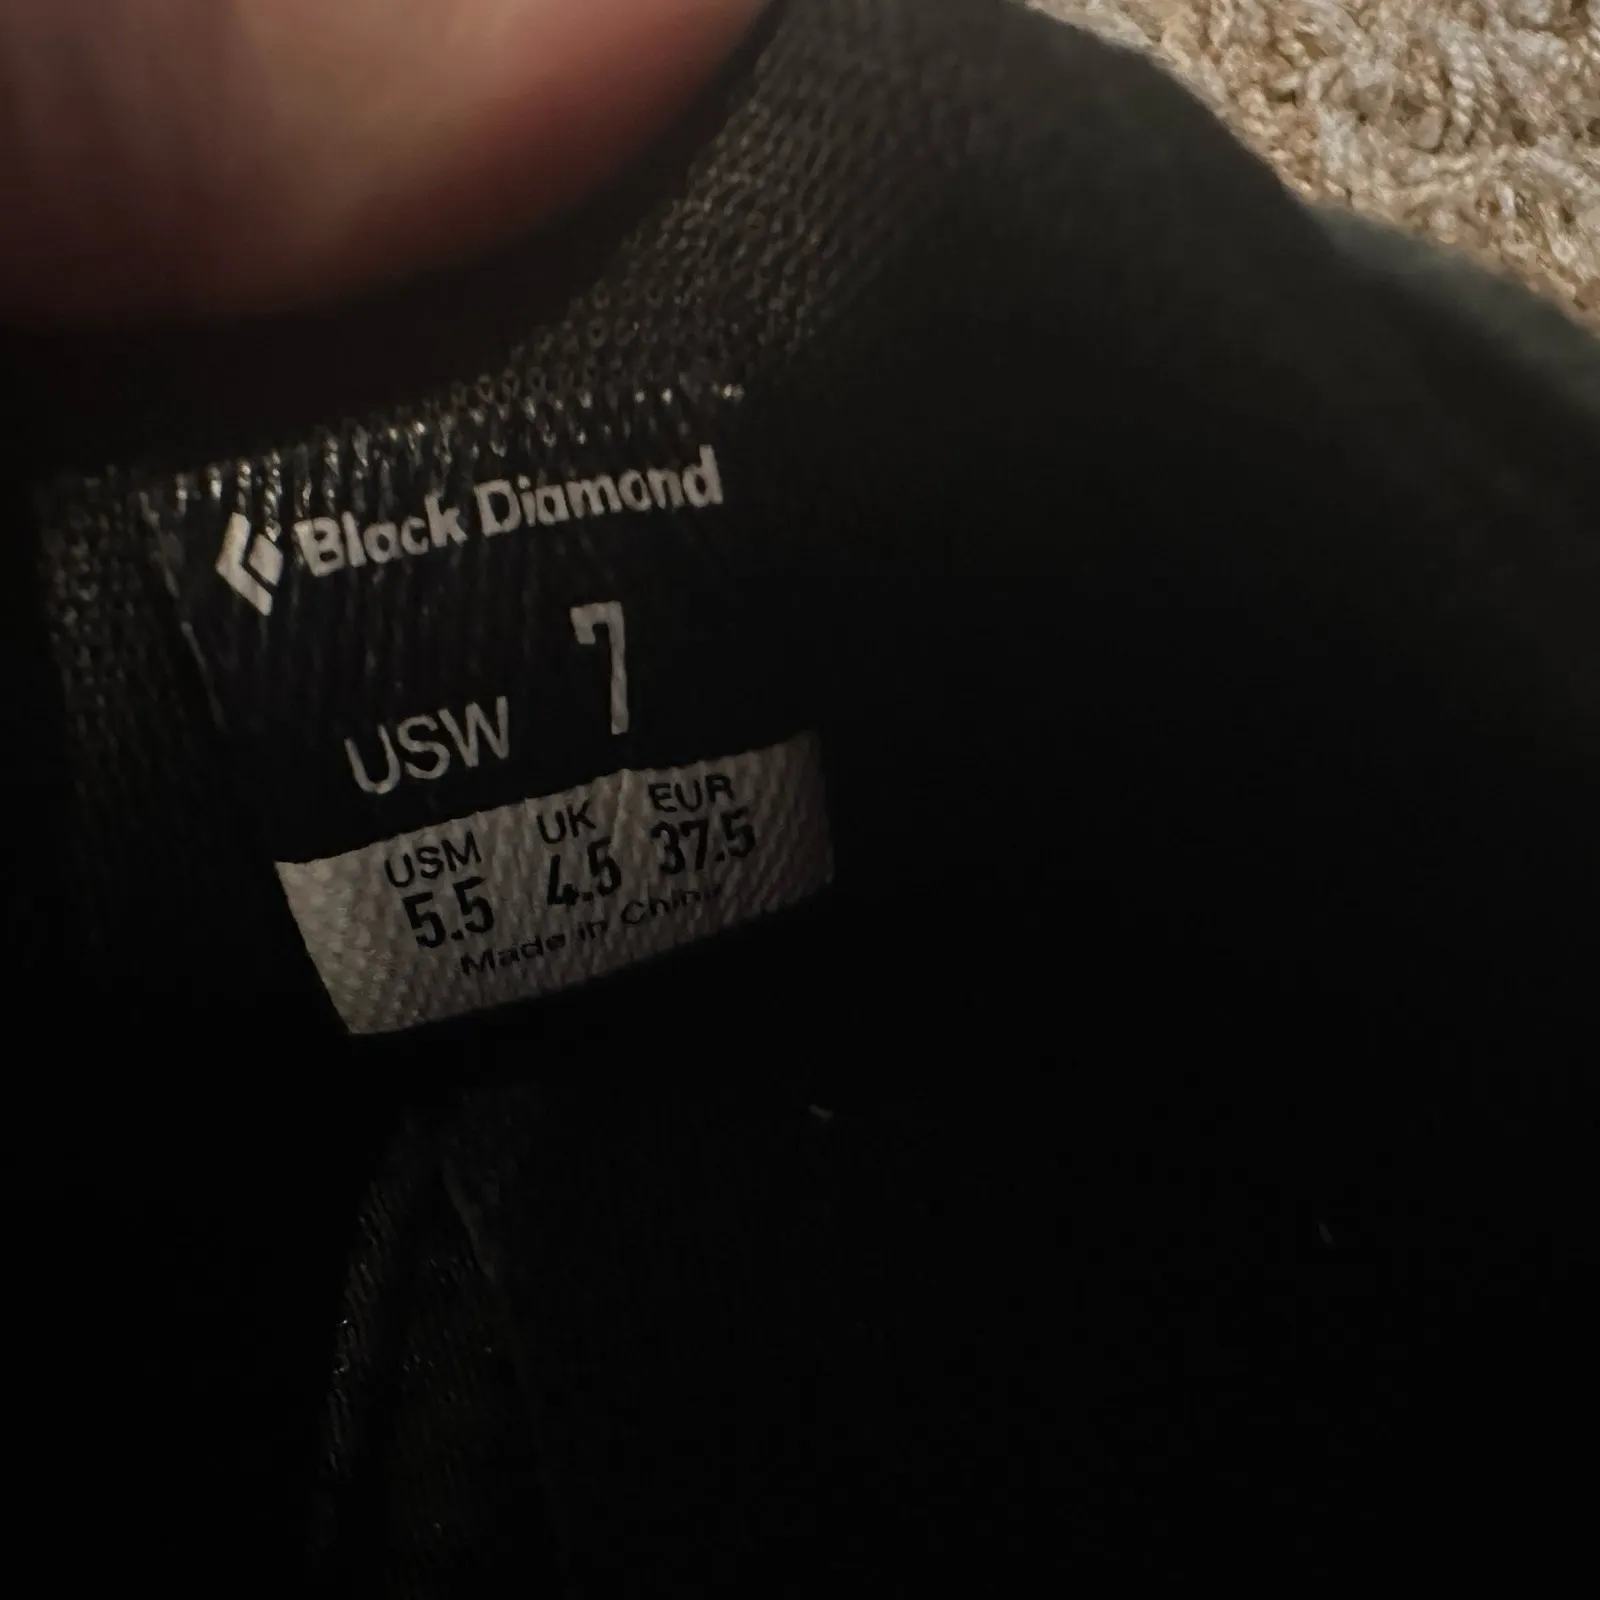 Black Diamond
USW 7
USM UK EUR
5.5 4.5 37.5
Made in China